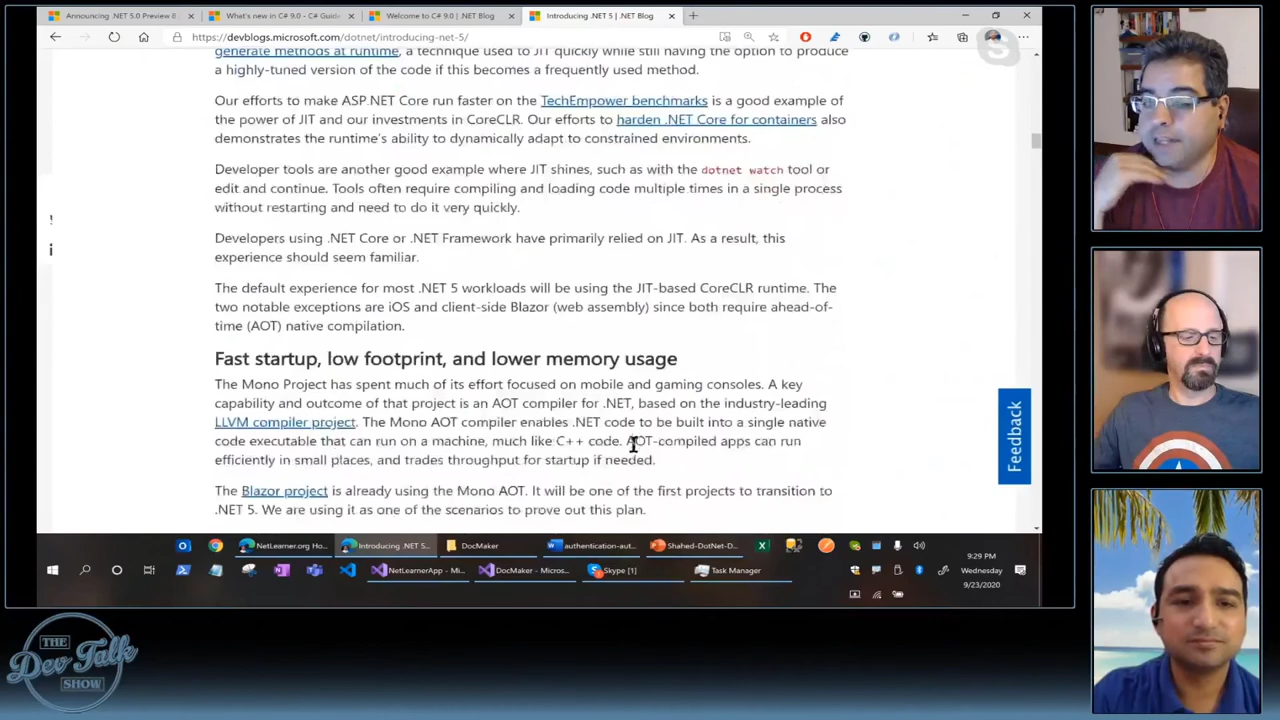 Announcing .NET 5.0 Preview 8
What's new in C# 9.0 - C# Guide
Welcome to C# 9.0 | .NET Blog
Introducing .NET 5 | .NET Blog
https://devblogs.microsoft.com/dotnet/introducing-net-5/
generate methods at runtime, a technique used to JIT quickly while still having the option to produce
a highly-tuned version of the code if this becomes a frequently used method.
Our efforts to make ASP.NET Core run faster on the TechEmpower benchmarks is a good example of
the power of JIT and our investments in CoreCLR. Our efforts to harden .NET Core for containers also
demonstrates the runtime's ability to dynamically adapt to constrained environments.
Developer tools are another good example where JIT shines, such as with the dotnet watch tool or
edit and continue. Tools often require compiling and loading code multiple times in a single process
without restarting and need to do it very quickly.
Developers using .NET Core or .NET Framework have primarily relied on JIT. As a result, this
experience should seem familiar.
The default experience for most .NET 5 workloads will be using the JIT-based CoreCLR runtime. The
two notable exceptions are iOS and client-side Blazor (web assembly) since both require ahead-of-
time (AOT) native compilation.
Fast startup, low footprint, and lower memory usage
The Mono Project has spent much of its effort focused on mobile and gaming consoles. A key
capability and outcome of that project is an AOT compiler for .NET, based on the industry-leading
LLVM compiler project. The Mono AOT compiler enables .NET code to be built into a single native
code executable that can run on a machine, much like C++ code. AOT-compiled apps can run
efficiently in small places, and trades throughput for startup if needed.
The Blazor project is already using the Mono AOT. It will be one of the first projects to transition to
.NET 5. We are using it as one of the scenarios to prove out this plan.
Feedback
NetLearner.org Ho...
Introducing .NET 5...
DocMaker
authentication-aut...
Shahed-DotNet-D...
NetLearnerApp - Mi...
DocMaker - Micros...
Skype [1]
Task Manager
9:29 PM
Wednesday
9/23/2020
THE
Dev Talk
SHOW